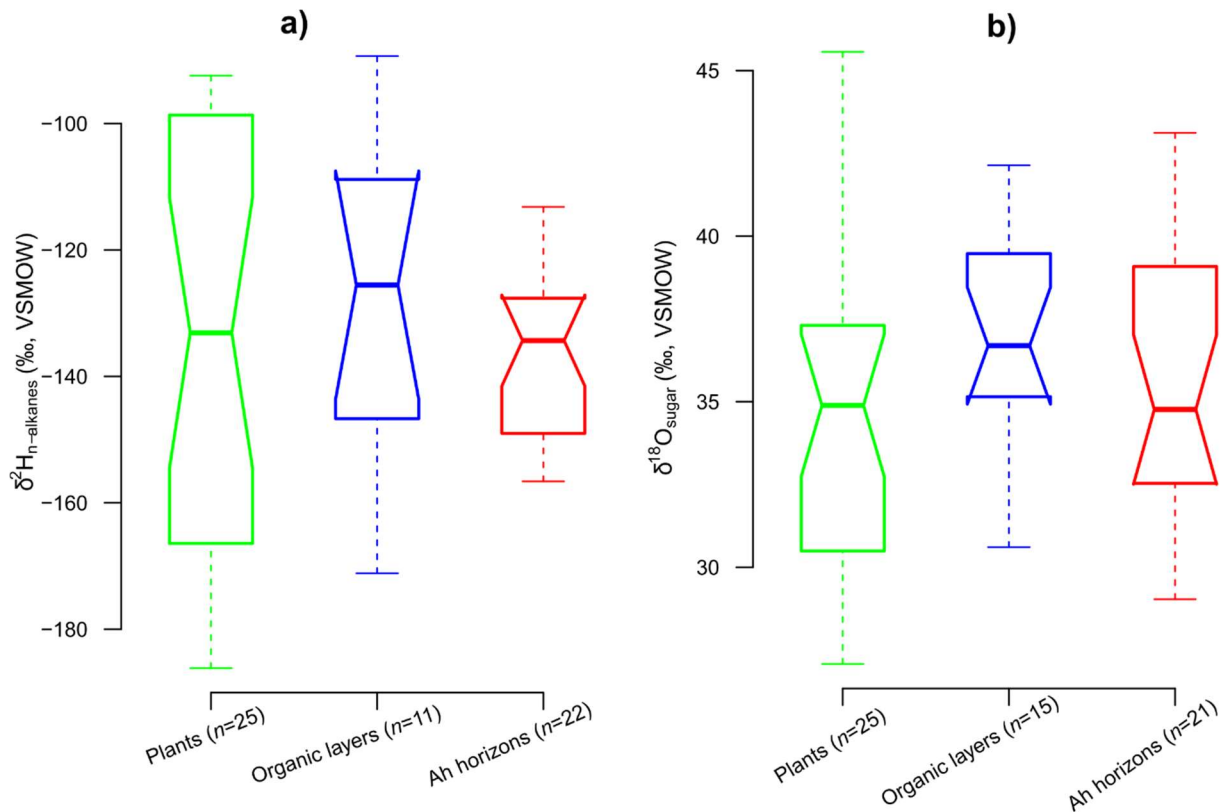 a)
δ²Hn−alkanes (‰, VSMOW)
−100
−120
−140
−160
−180
Plants (n=25)
Organic layers (n=11)
Ah horizons (n=22)
b)
δ¹⁸Osugar (‰, VSMOW)
45
40
35
30
Plants (n=25)
Organic layers (n=15)
Ah horizons (n=21)